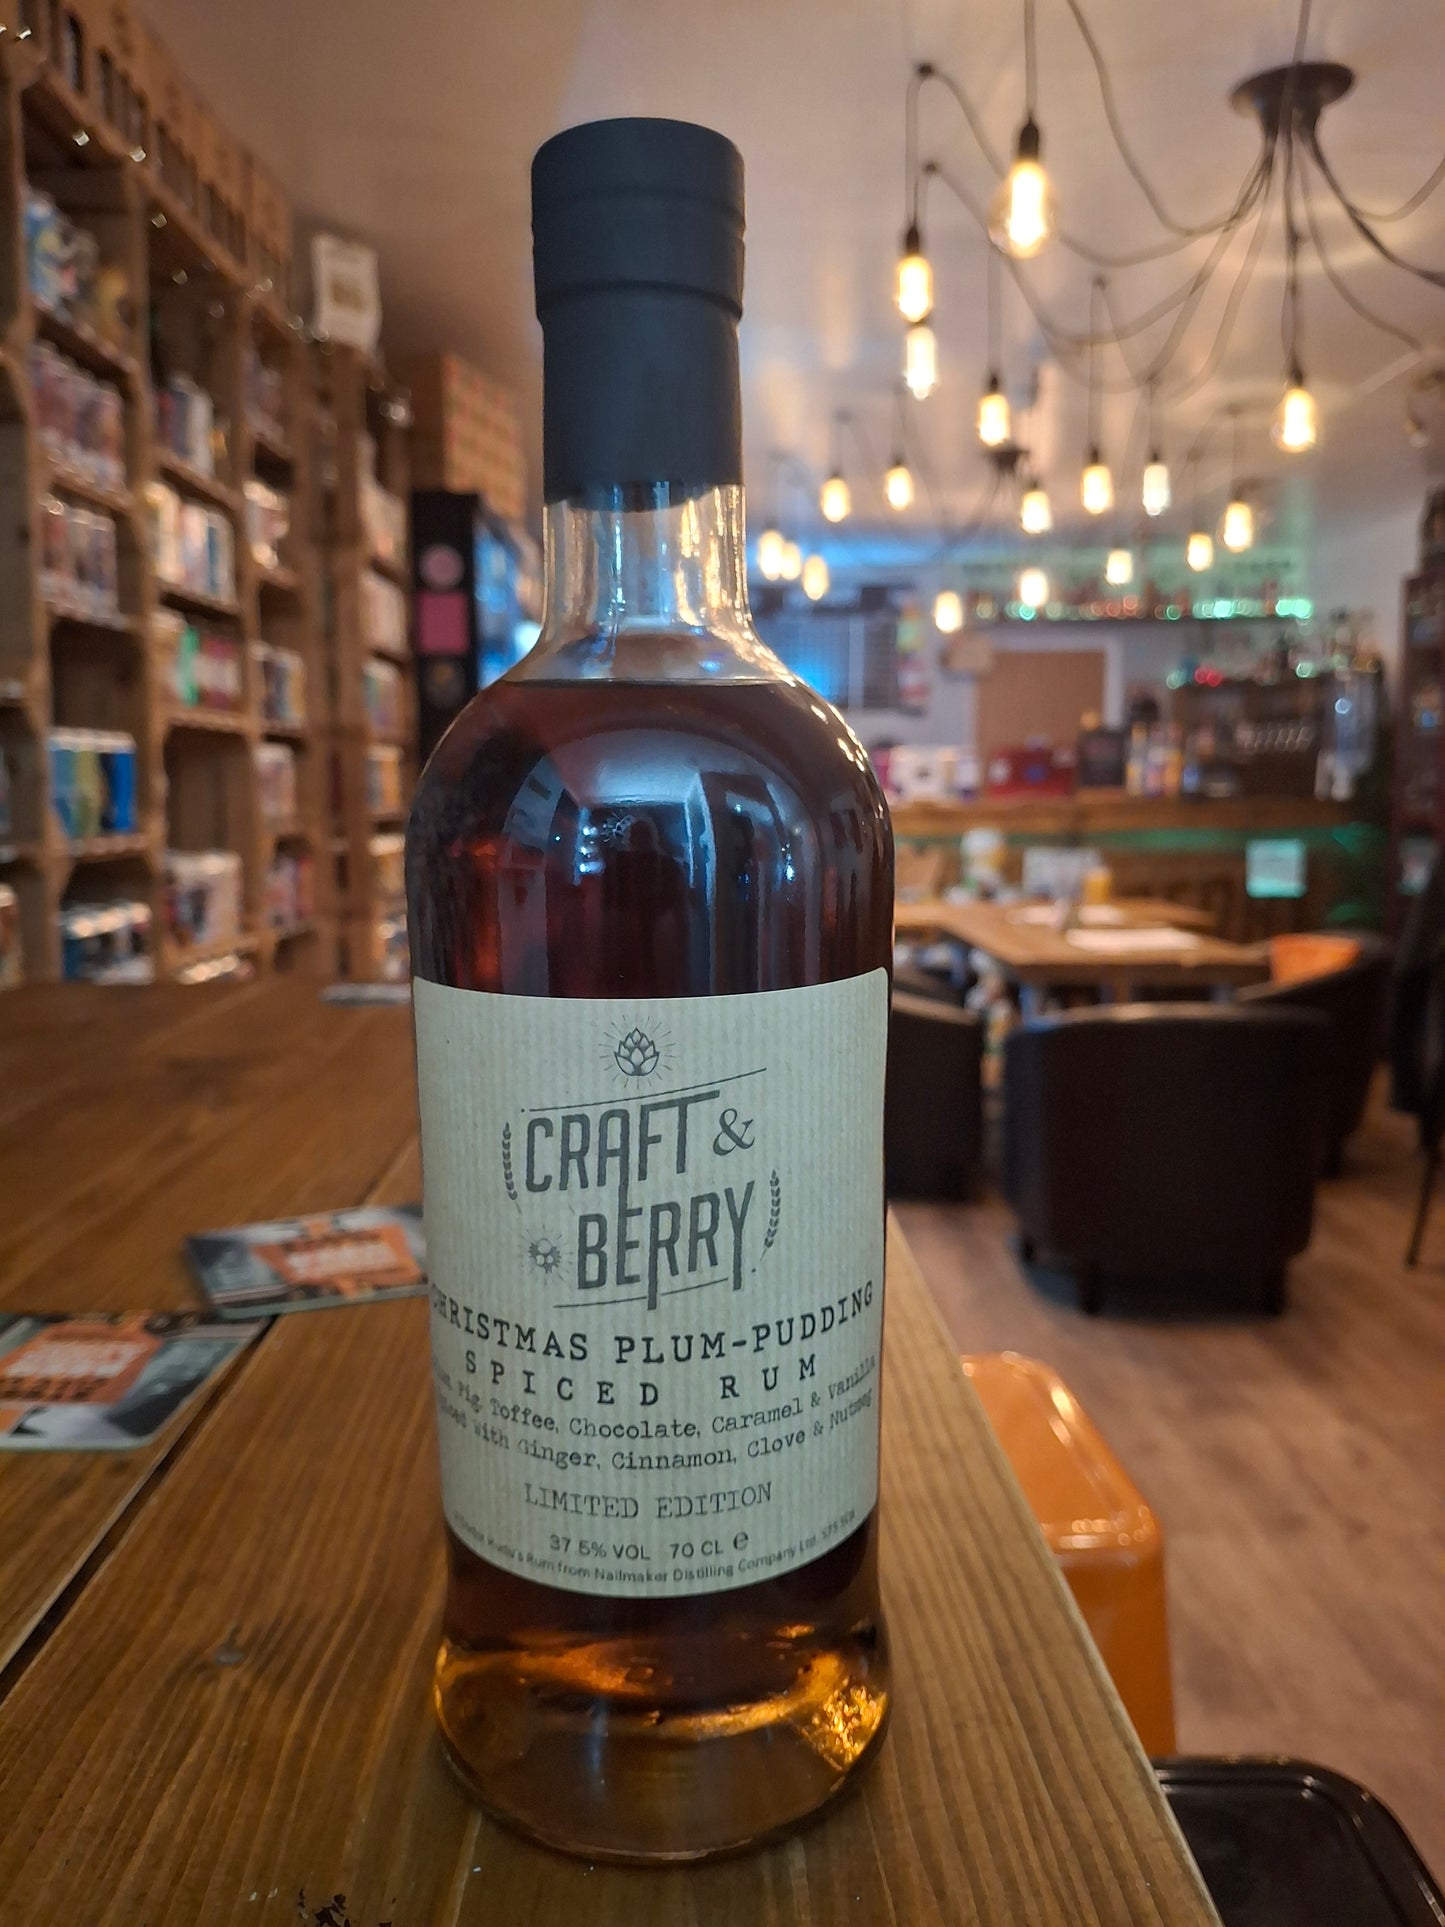 CRAFT &
BERRY
CHRISTMAS PLUM-PUDDING
SPICED RUM
Fig, Toffee, Chocolate, Caramel & Vanilla
with Ginger, Cinnamon, Clove & Nutmeg
LIMITED EDITION
37.5% VOL 70 CL e
Rum from Nailmaker Distilling Company Ltd.